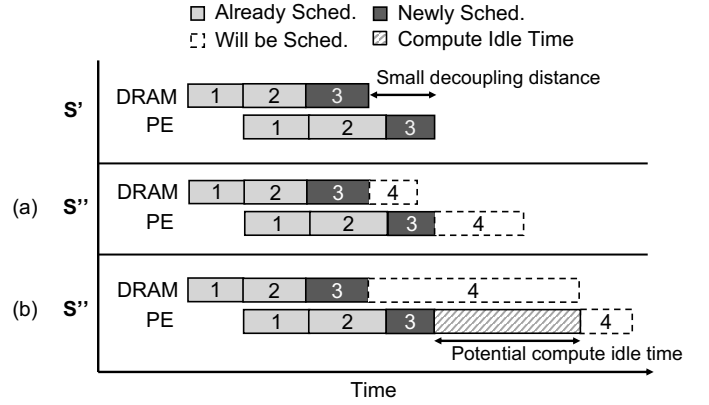 Already Sched. Newly Sched.
Will be Sched. Compute Idle Time
S' DRAM 1 2 3 Small decoupling distance
PE 1 2 3
(a) S'' DRAM 1 2 3 4
PE 1 2 3 4
(b) S'' DRAM 1 2 3 4
PE 1 2 3 4
Potential compute idle time
Time